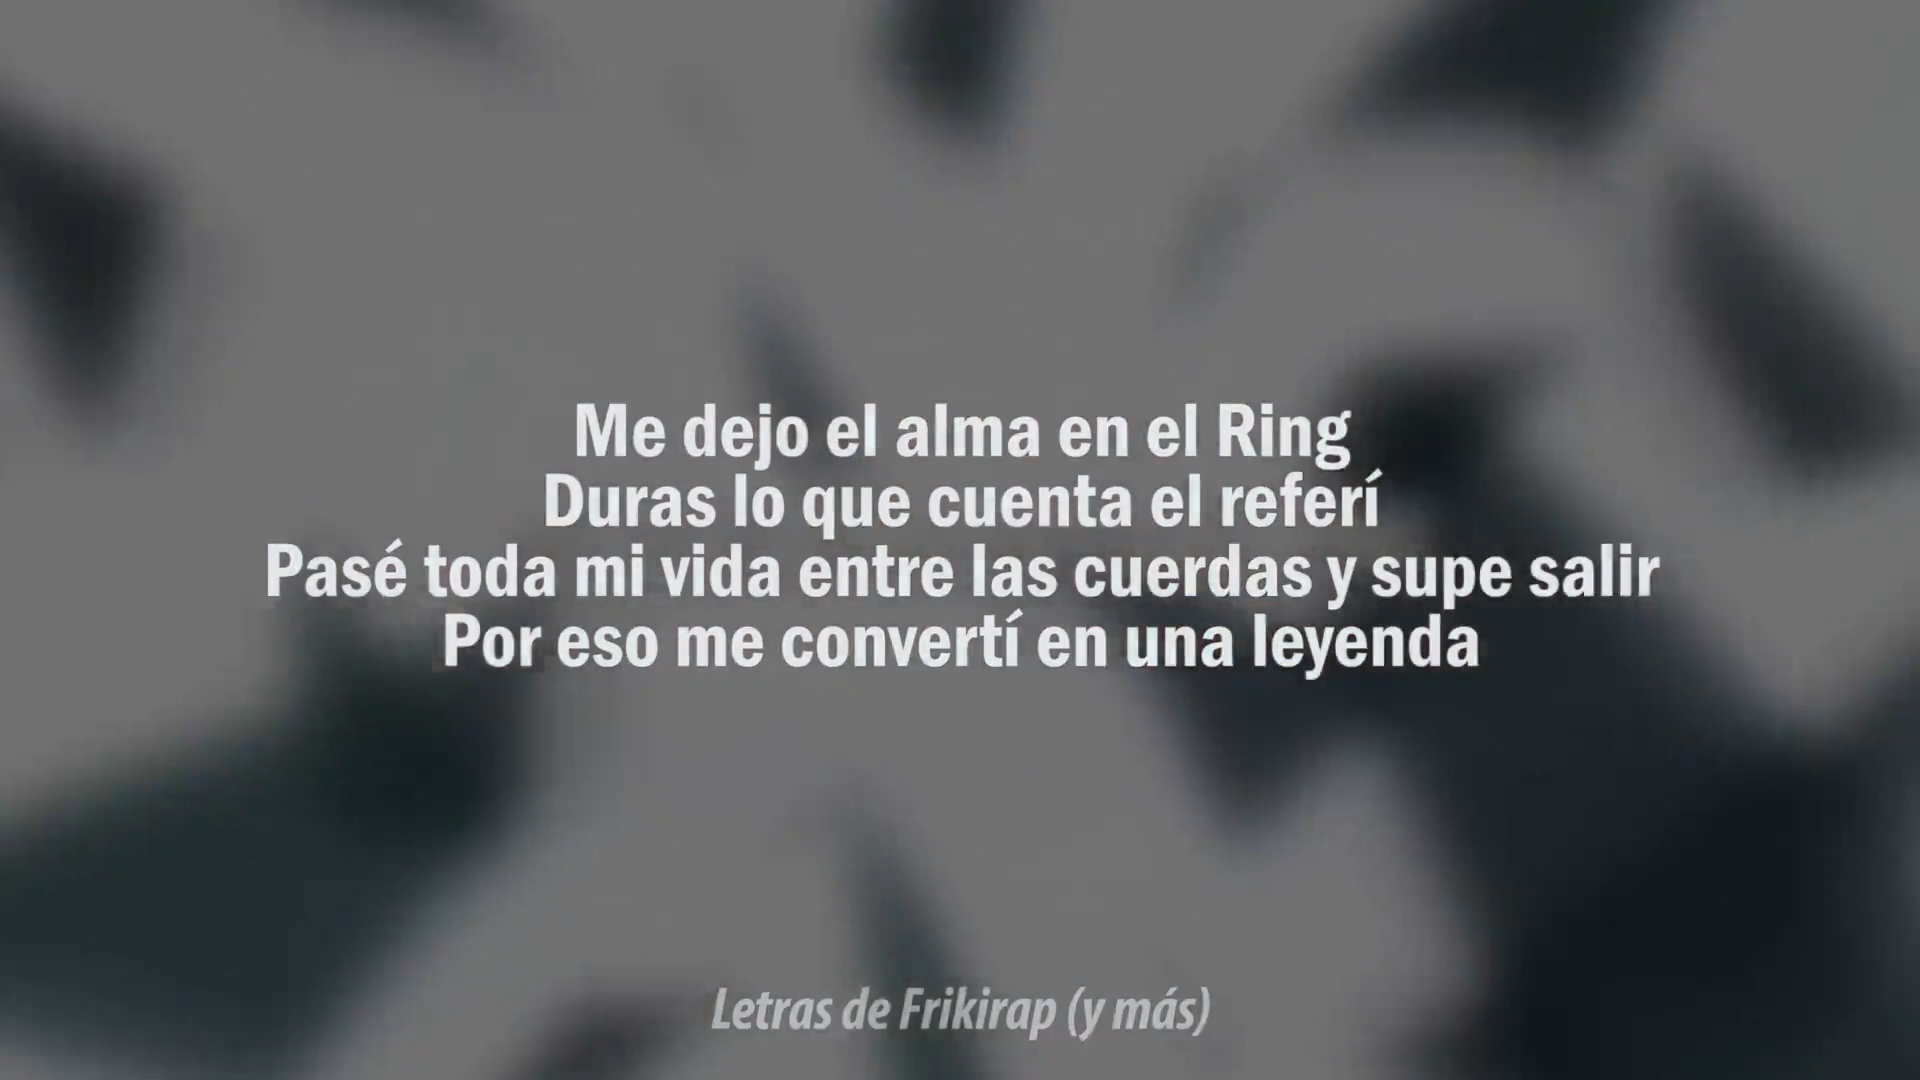 Me dejo el alma en el Ring
Duras lo que cuenta el referí
Pasé toda mi vida entre las cuerdas y supe salir
Por eso me convertí en una leyenda
Letras de Frikirap (y más)